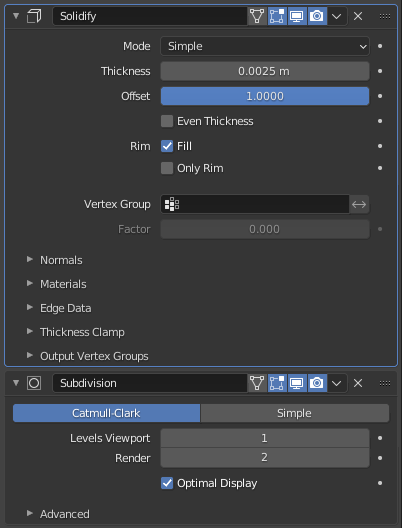 Solidify
Mode Simple
Thickness 0.0025 m
Offset 1.0000
Even Thickness
Rim Fill
Only Rim
Vertex Group
Factor 0.000
Normals
Materials
Edge Data
Thickness Clamp
Output Vertex Groups
Subdivision
Catmull-Clark Simple
Levels Viewport 1
Render 2
Optimal Display
Advanced